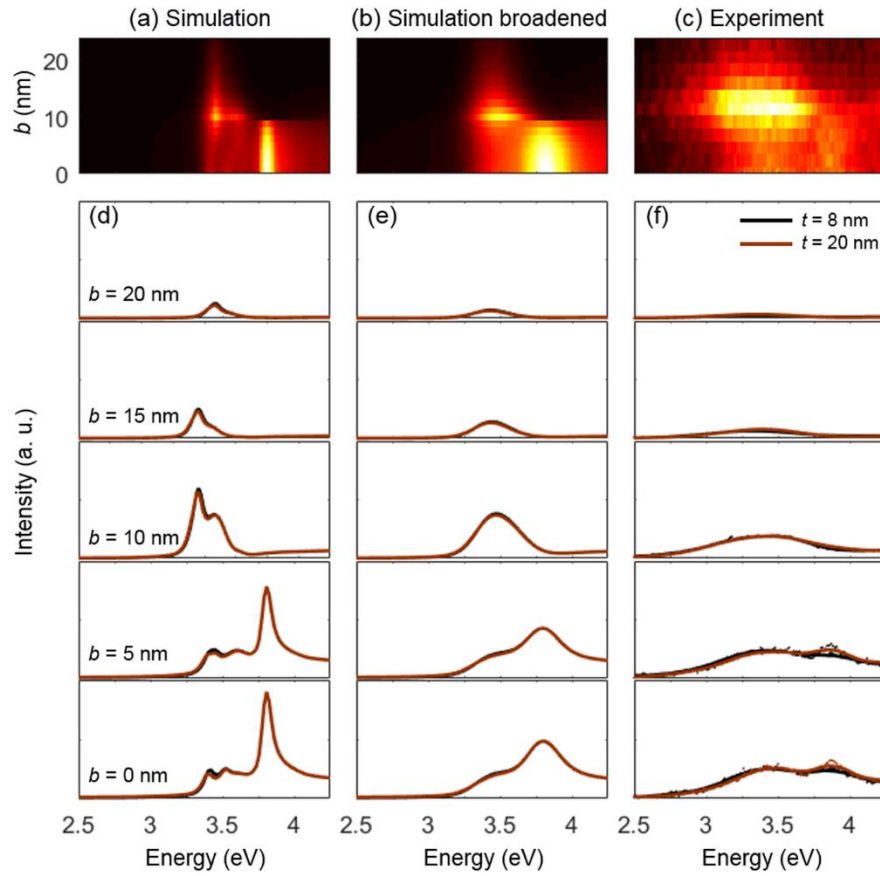 (a) Simulation (b) Simulation broadened (c) Experiment
20
b (nm)
10
0
(d) (e) (f)
t = 8 nm
t = 20 nm
b = 20 nm
b = 15 nm
Intensity (a. u.)
b = 10 nm
b = 5 nm
b = 0 nm
2.5 3 3.5 4 2.5 3 3.5 4 2.5 3 3.5 4
Energy (eV) Energy (eV) Energy (eV)